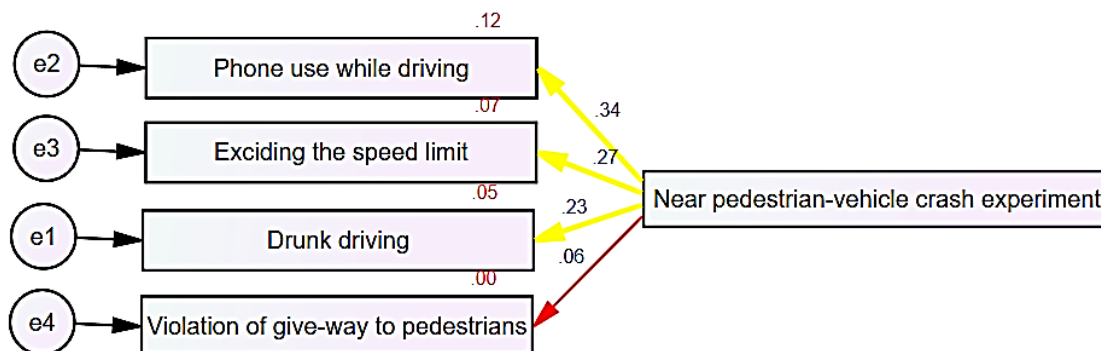 .12
e2
Phone use while driving
.07
.34
e3
Exciding the speed limit
.27
.05
Near pedestrian-vehicle crash experiment
e1
Drunk driving
.23
.00
.06
e4
Violation of give-way to pedestrians